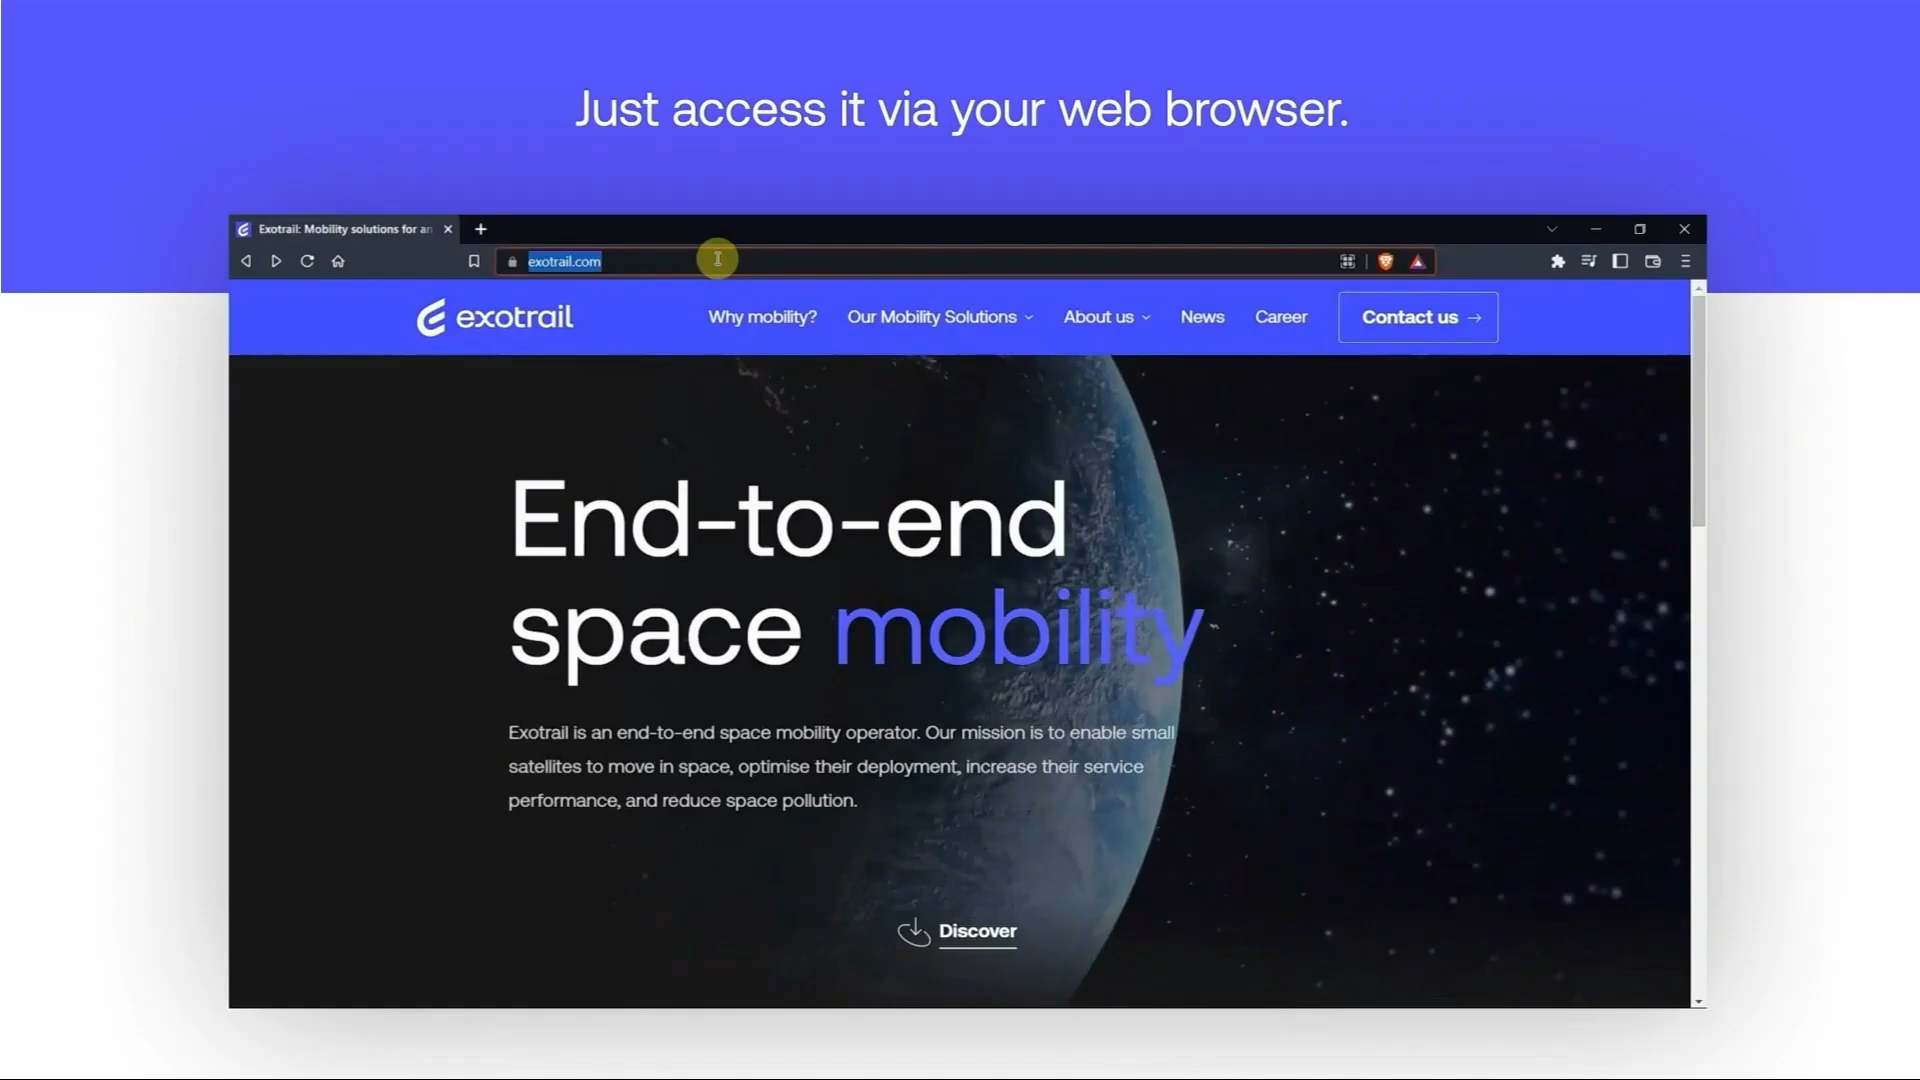 Just access it via your web browser.
Exotrail: Mobility solutions for an
exotrail.com
exotrail
Why mobility?
Our Mobility Solutions
About us
News
Career
Contact us →
End-to-end
space mobility
Exotrail is an end-to-end space mobility operator. Our mission is to enable small
satellites to move in space, optimise their deployment, increase their service
performance, and reduce space pollution.
Discover